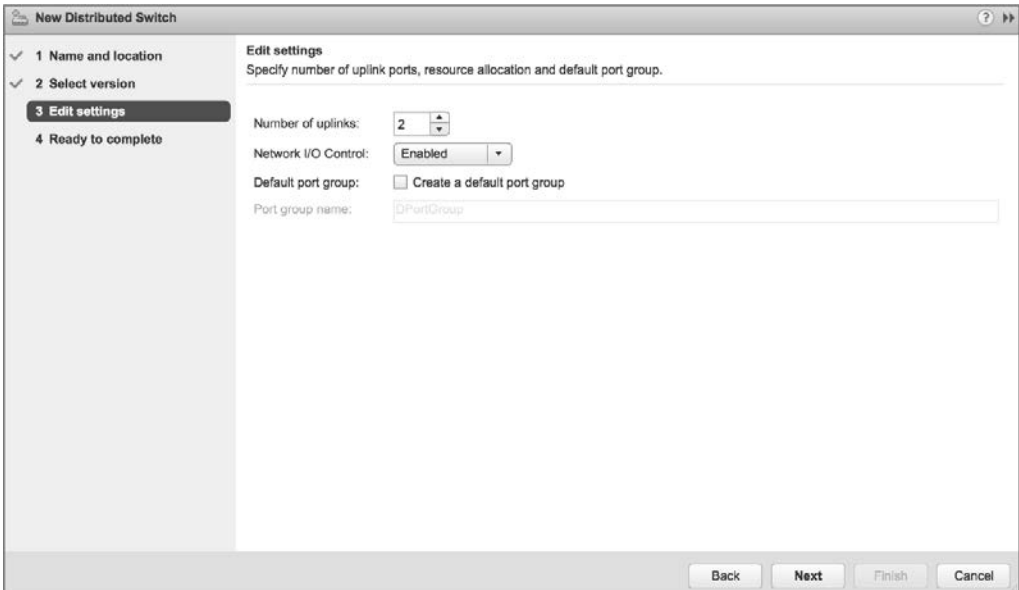 New Distributed Switch
?
1 Name and location
2 Select version
3 Edit settings
4 Ready to complete
Edit settings
Specify number of uplink ports, resource allocation and default port group.
Number of uplinks: 2
Network I/O Control: Enabled
Default port group: Create a default port group
Port group name: DPortGroup
Back Next Finish Cancel